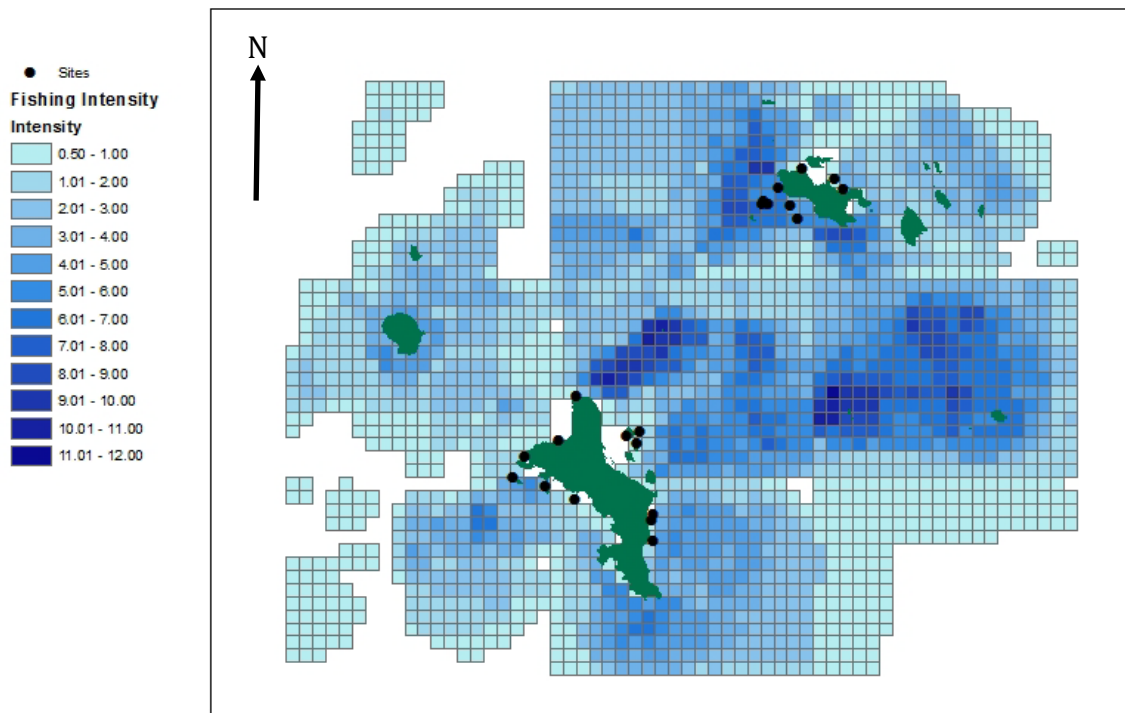 N
Sites
Fishing Intensity
Intensity
0.50 - 1.00
1.01 - 2.00
2.01 - 3.00
3.01 - 4.00
4.01 - 5.00
5.01 - 6.00
6.01 - 7.00
7.01 - 8.00
8.01 - 9.00
9.01 - 10.00
10.01 - 11.00
11.01 - 12.00